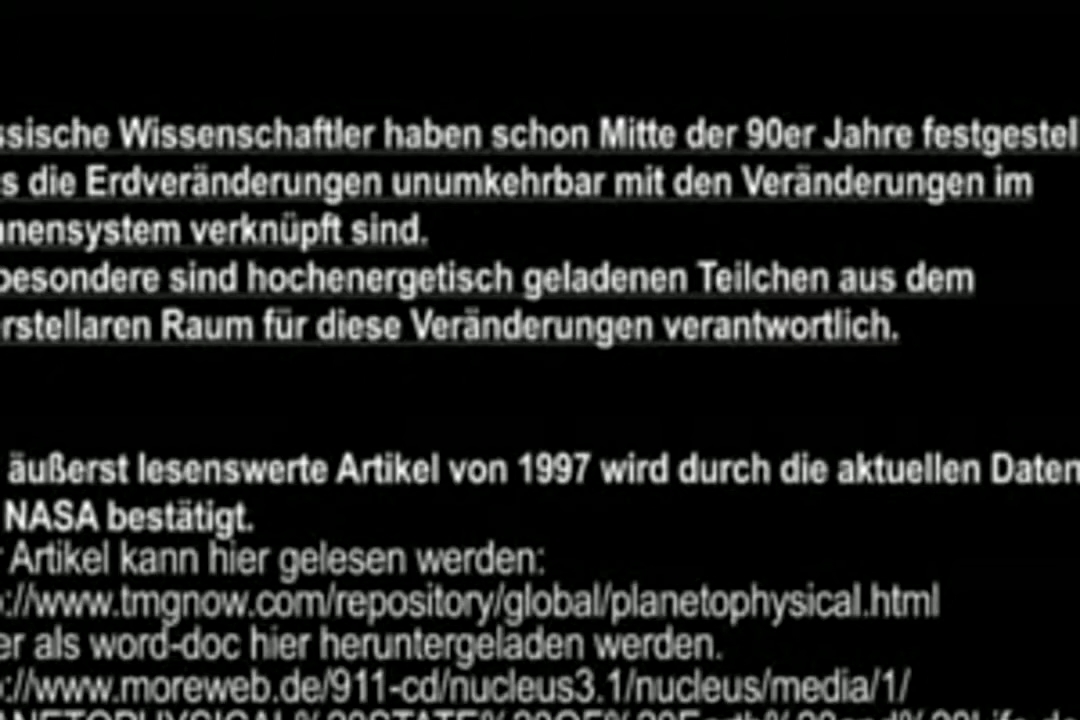 ssische Wissenschaftler haben schon Mitte der 90er Jahre festgestel
s die Erdveränderungen unumkehrbar mit den Veränderungen im
nnensystem verknüpft sind.
besondere sind hochenergetisch geladenen Teilchen aus dem
erstellaren Raum für diese Veränderungen verantwortlich.
äußerst lesenswerte Artikel von 1997 wird durch die aktuellen Daten
NASA bestätigt.
r Artikel kann hier gelesen werden:
://www.tmgnow.com/repository/global/planetophysical.html
er als word-doc hier heruntergeladen werden.
://www.moreweb.de/911-cd/nucleus3.1/nucleus/media/1/